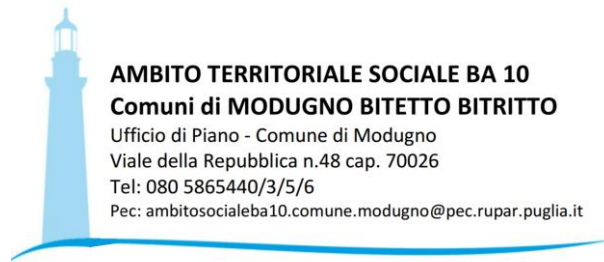 AMBITO TERRITORIALE SOCIALE BA 10
Comuni di MODUGNO BITETTO BITRITTO
Ufficio di Piano - Comune di Modugno
Viale della Repubblica n.48 cap. 70026
Tel: 080 5865440/3/5/6
Pec: ambitosocialeba10.comune.modugno@pec.rupar.puglia.it